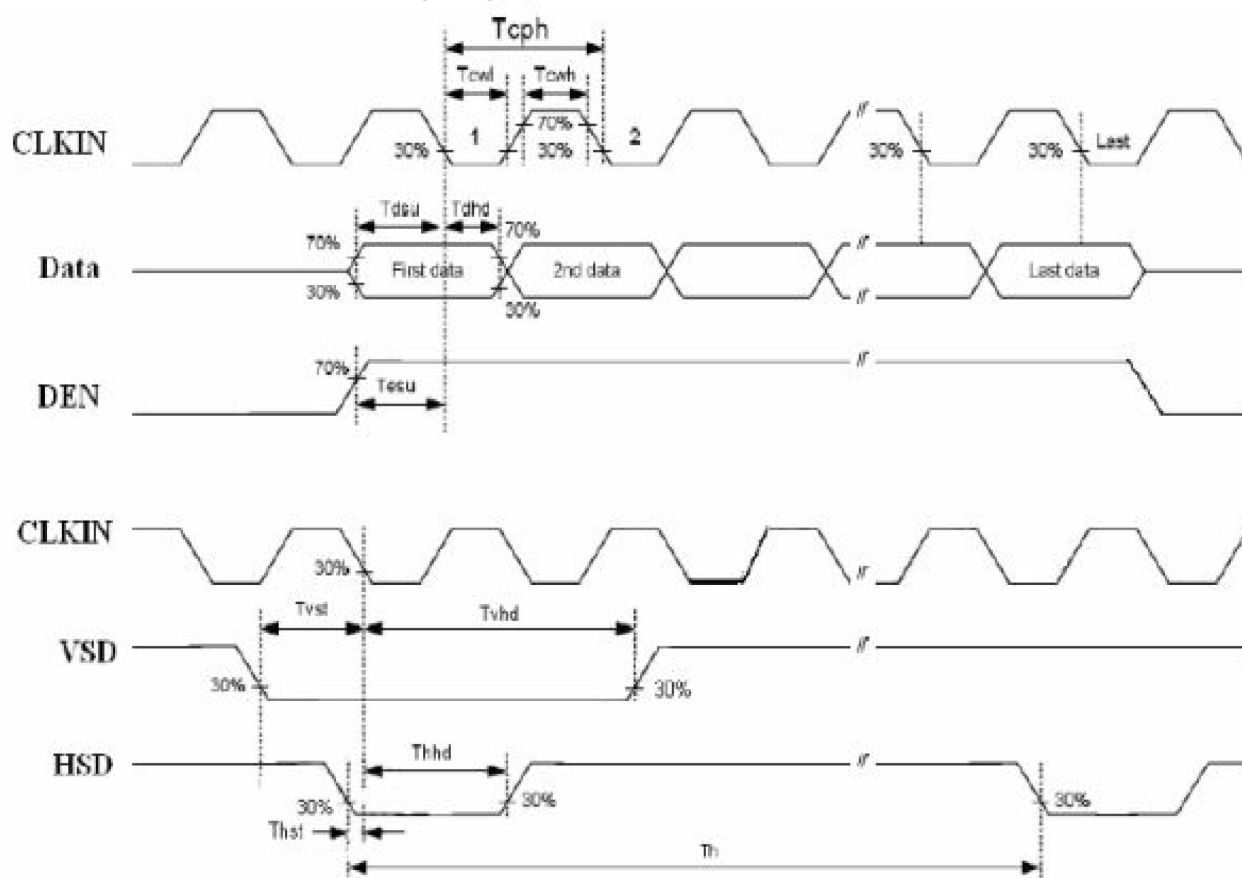 Tcph
Tcwl Tcwh
CLKIN 30% 1 70% 30% 2 30% 30% Last
Tdsu Tdhd
70% 70%
Data First data 2nd data Last data
30% 30%
70%
DEN Tesu
CLKIN
30%
Tvst Tvhd
VSD
30% 30%
HSD Thhd
30% 30% 30%
Thst
Th